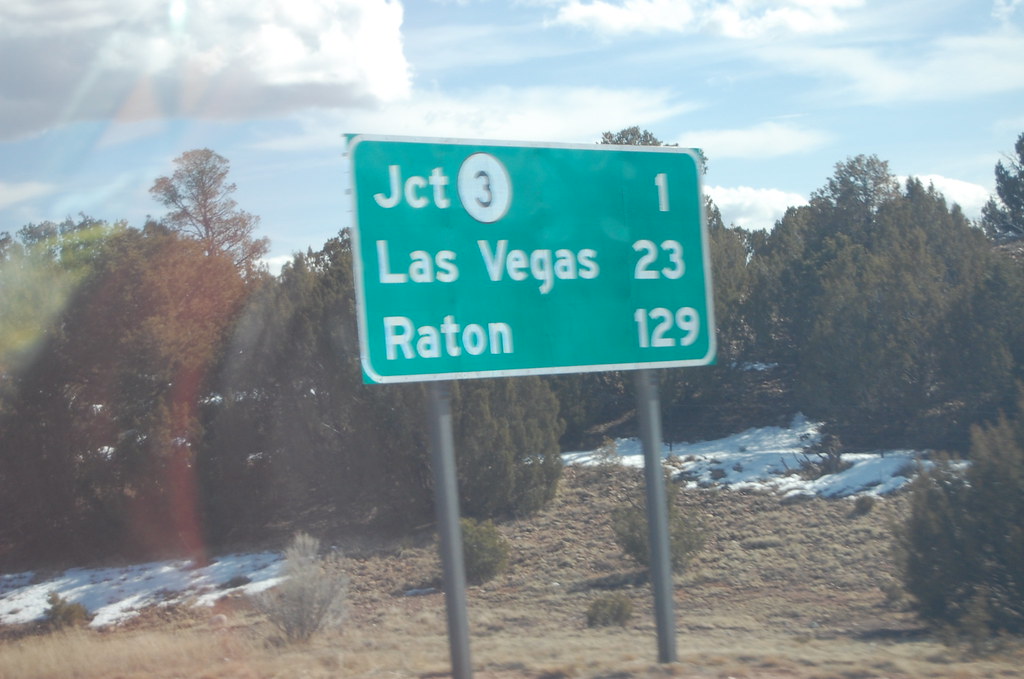 Jct 3 1
Las Vegas 23
Raton 129